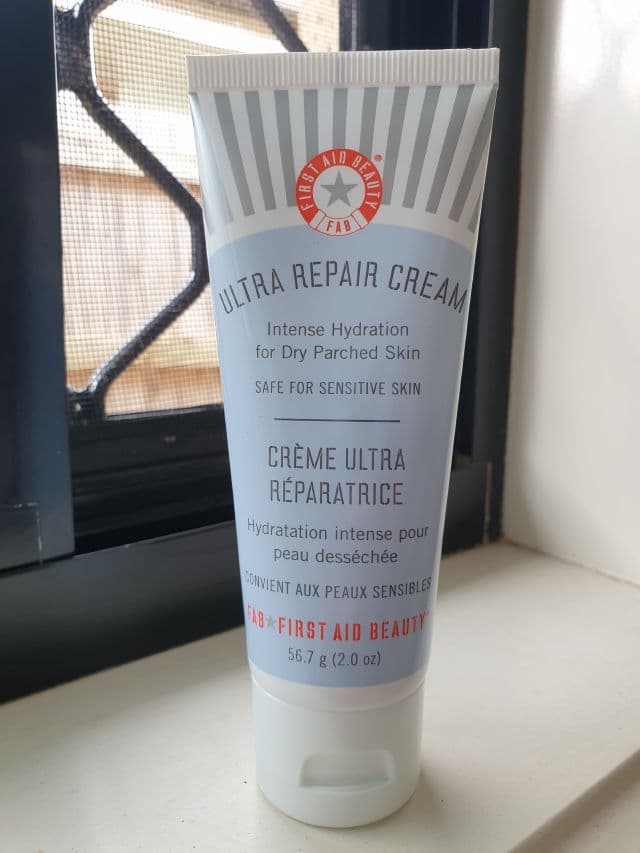 FIRST AID BEAUTY®
FAB
ULTRA REPAIR CREAM
Intense Hydration
for Dry Parched Skin
SAFE FOR SENSITIVE SKIN
CRÈME ULTRA
RÉPARATRICE
Hydratation intense pour
peau desséchée
CONVIENT AUX PEAUX SENSIBLES
FAB FIRST AID BEAUTY
56.7 g (2.0 oz)